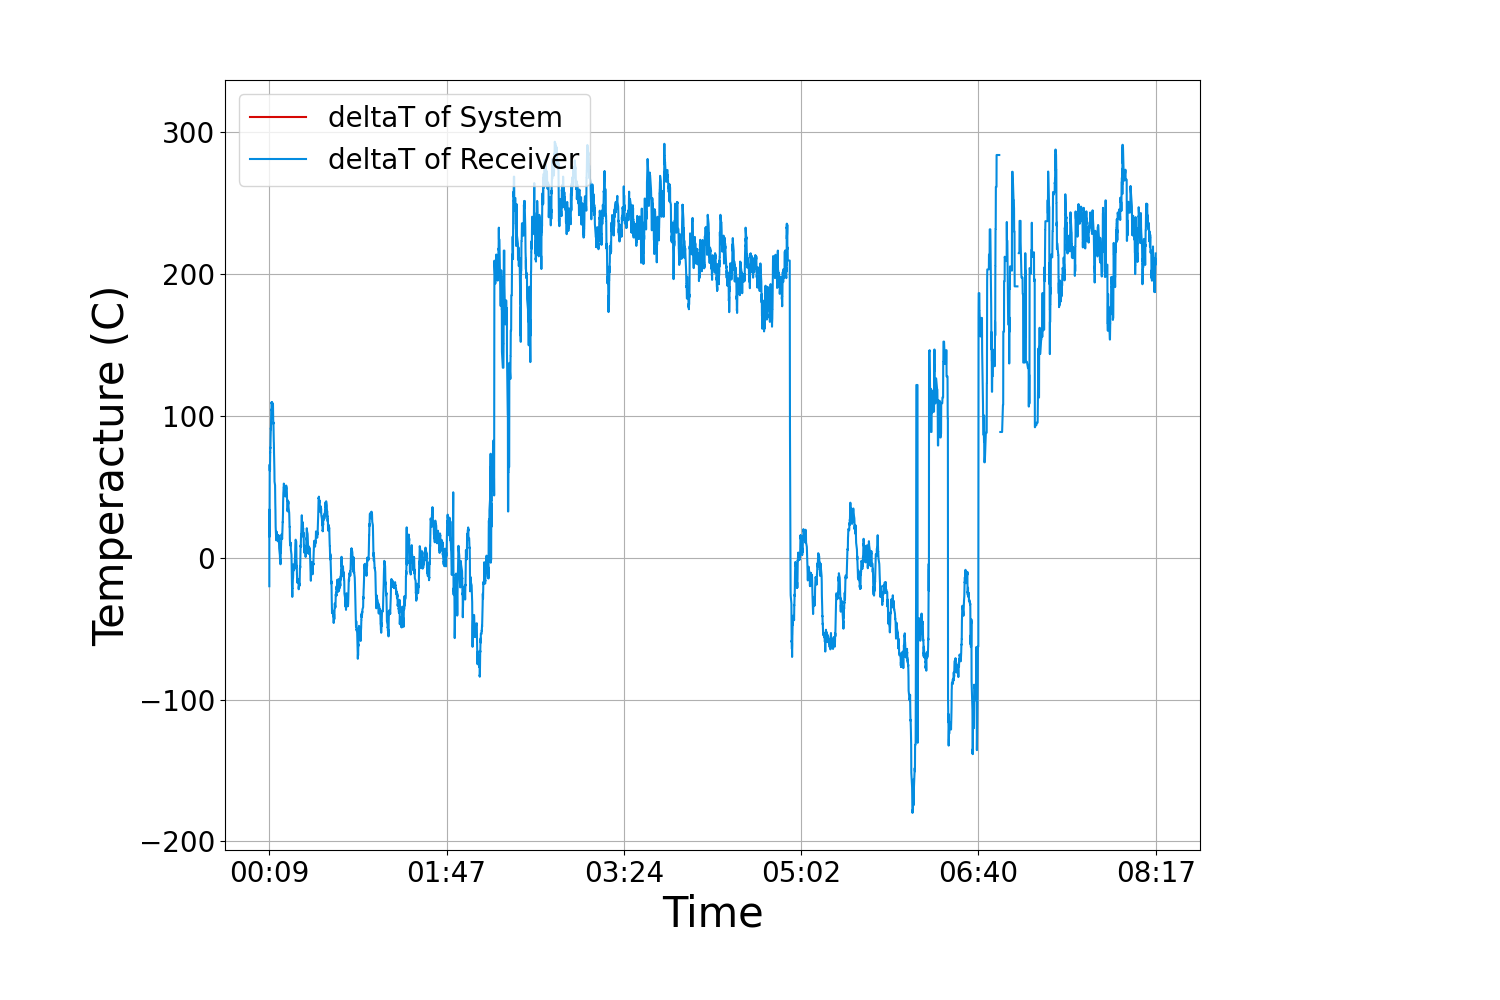 deltaT of System
deltaT of Receiver
300
200
100
0
−100
−200
Temperacture (C)
00:09 01:47 03:24 05:02 06:40 08:17
Time